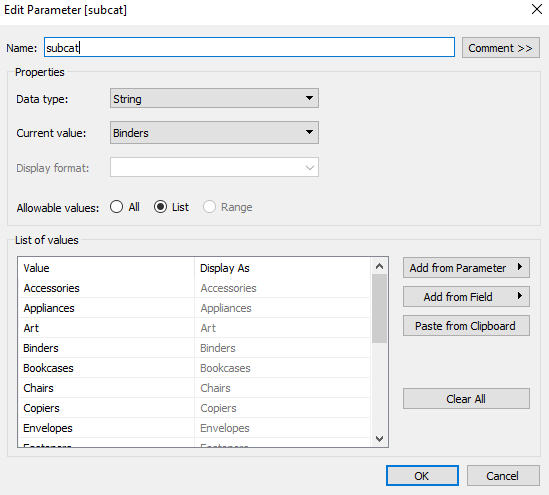 Edit Parameter [subcat]
Name: subcat Comment >>
Properties
Data type: String
Current value: Binders
Display format:
Allowable values: All List Range
List of values
Value Display As
Accessories Accessories
Appliances Appliances
Art Art
Binders Binders
Bookcases Bookcases
Chairs Chairs
Copiers Copiers
Envelopes Envelopes
Add from Parameter
Add from Field
Paste from Clipboard
Clear All
OK Cancel